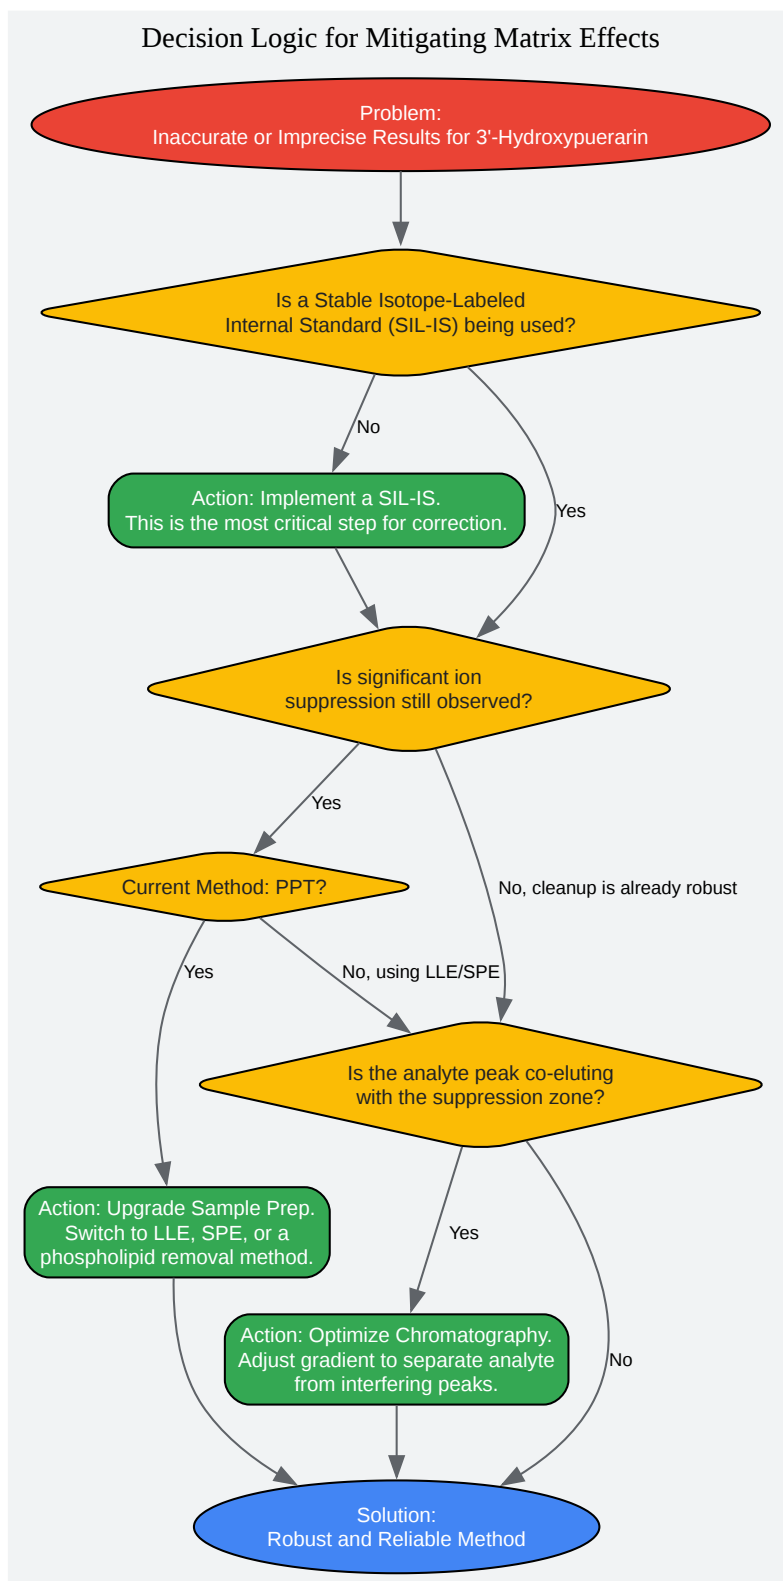 Decision Logic for Mitigating Matrix Effects
Problem:
Inaccurate or Imprecise Results for 3'-Hydroxypuerarin
Is a Stable Isotope-Labeled
Internal Standard (SIL-IS) being used?
No
Action: Implement a SIL-IS.
This is the most critical step for correction.
Yes
Is significant ion
suppression still observed?
Yes
Current Method: PPT?
No, cleanup is already robust
Yes
No, using LLE/SPE
Is the analyte peak co-eluting
with the suppression zone?
Action: Upgrade Sample Prep.
Switch to LLE, SPE, or a
phospholipid removal method.
Yes
Action: Optimize Chromatography.
Adjust gradient to separate analyte
from interfering peaks.
No
Solution:
Robust and Reliable Method